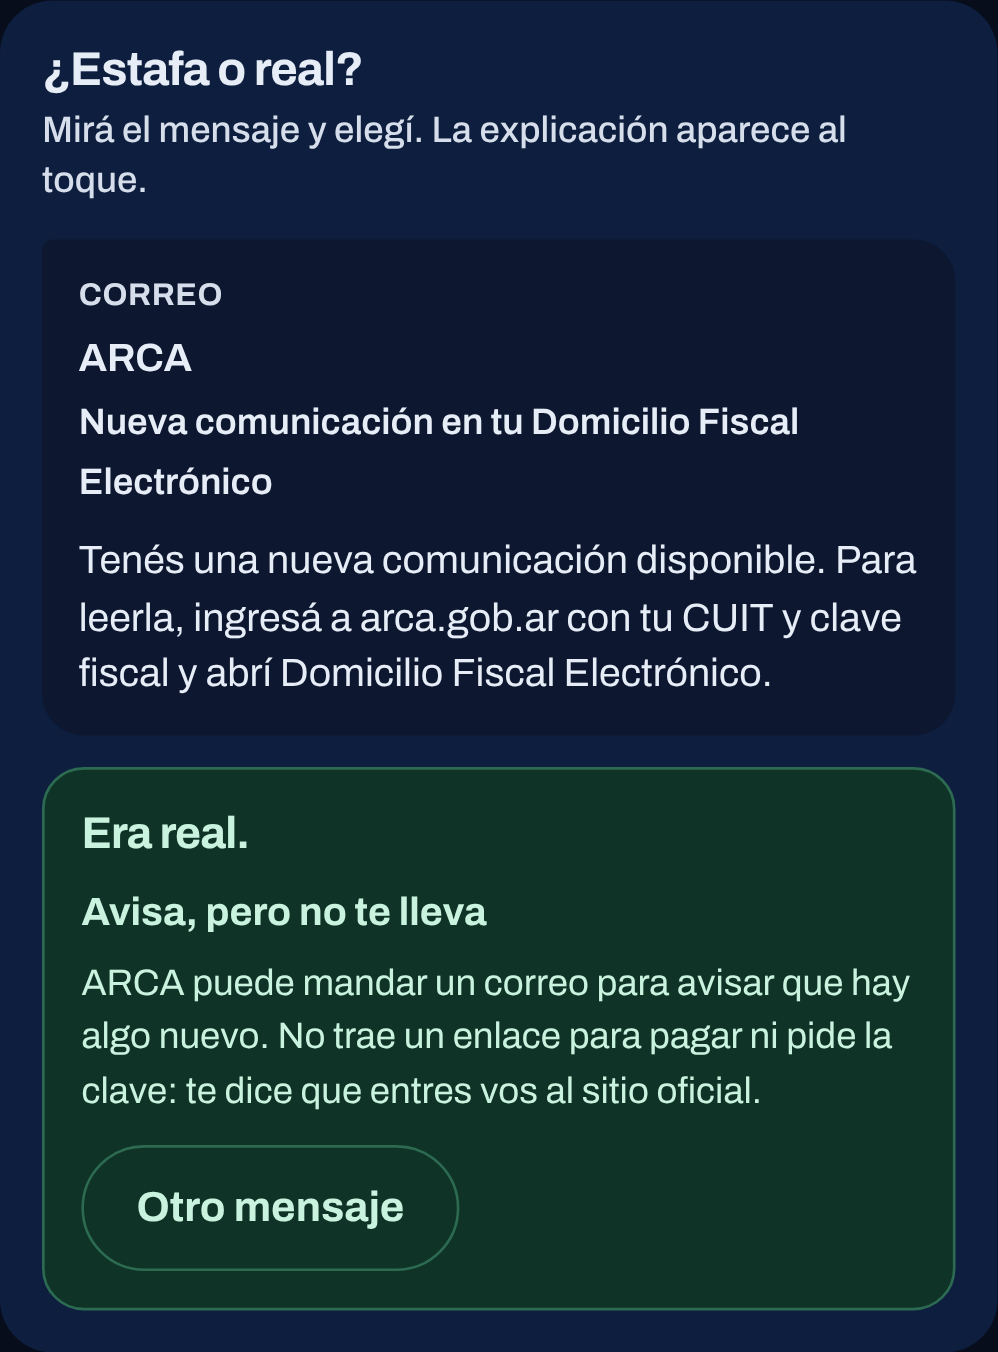 ¿Estafa o real?
Mirá el mensaje y elegí. La explicación aparece al
toque.
CORREO
ARCA
Nueva comunicación en tu Domicilio Fiscal
Electrónico
Tenés una nueva comunicación disponible. Para
leerla, ingresá a arca.gob.ar con tu CUIT y clave
fiscal y abrí Domicilio Fiscal Electrónico.
Era real.
Avisa, pero no te lleva
ARCA puede mandar un correo para avisar que hay
algo nuevo. No trae un enlace para pagar ni pide la
clave: te dice que entres vos al sitio oficial.
Otro mensaje